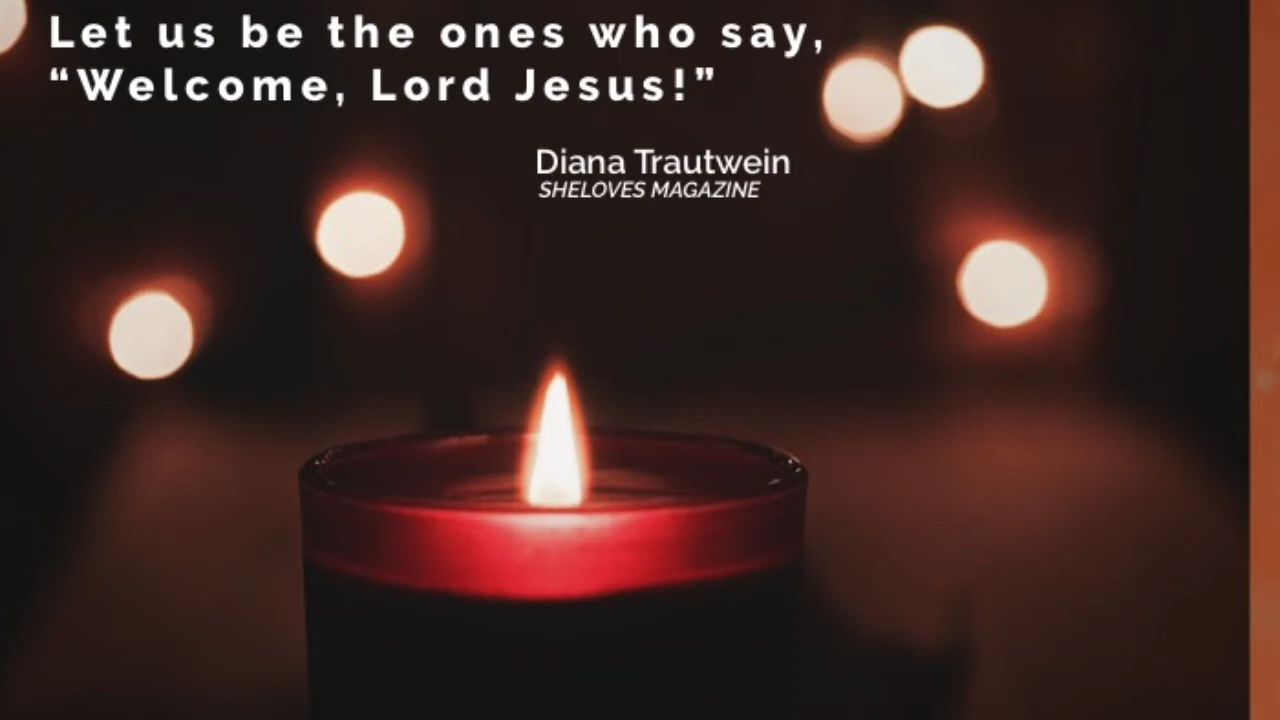 Let us be the ones who say,
“Welcome, Lord Jesus!”
Diana Trautwein
SHELOVES MAGAZINE